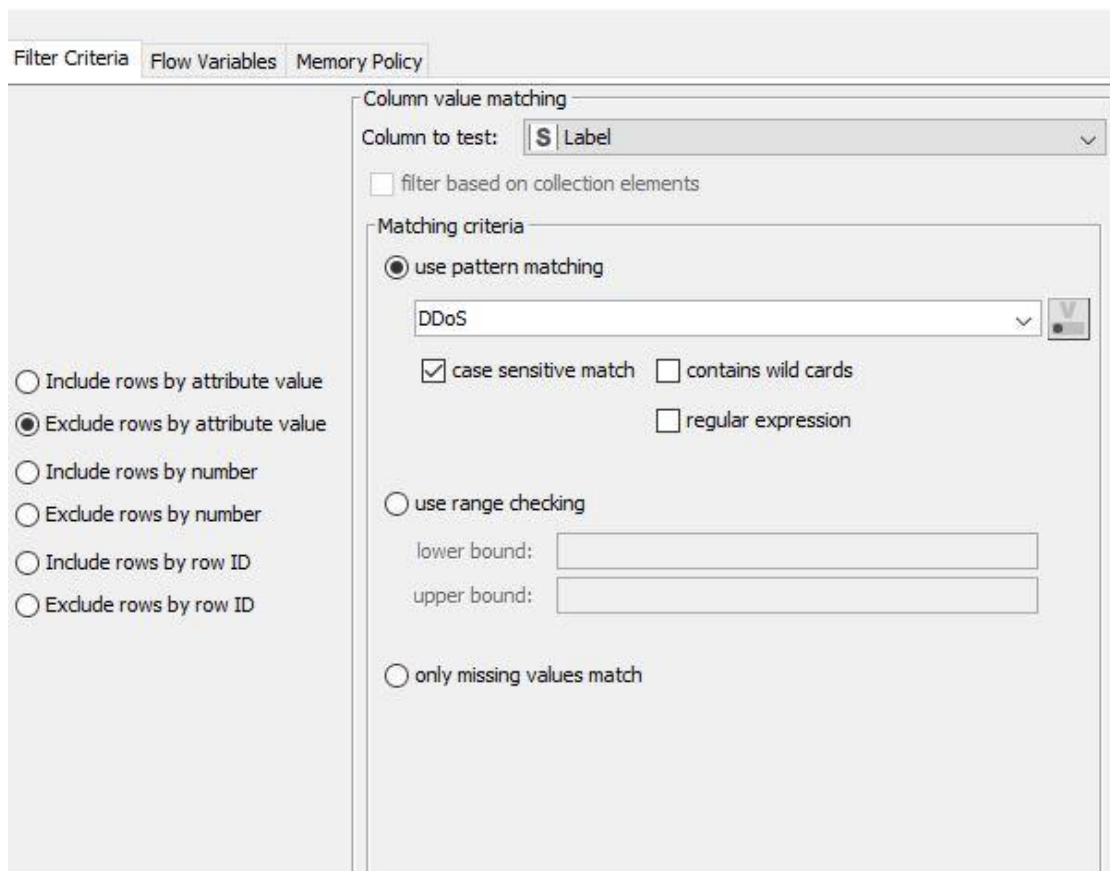 Filter Criteria Flow Variables Memory Policy
Column value matching
Column to test: S Label
filter based on collection elements
Matching criteria
use pattern matching
DDoS
V
case sensitive match contains wild cards
regular expression
Include rows by attribute value
Exclude rows by attribute value
Include rows by number
Exclude rows by number
Include rows by row ID
Exclude rows by row ID
use range checking
lower bound:
upper bound:
only missing values match